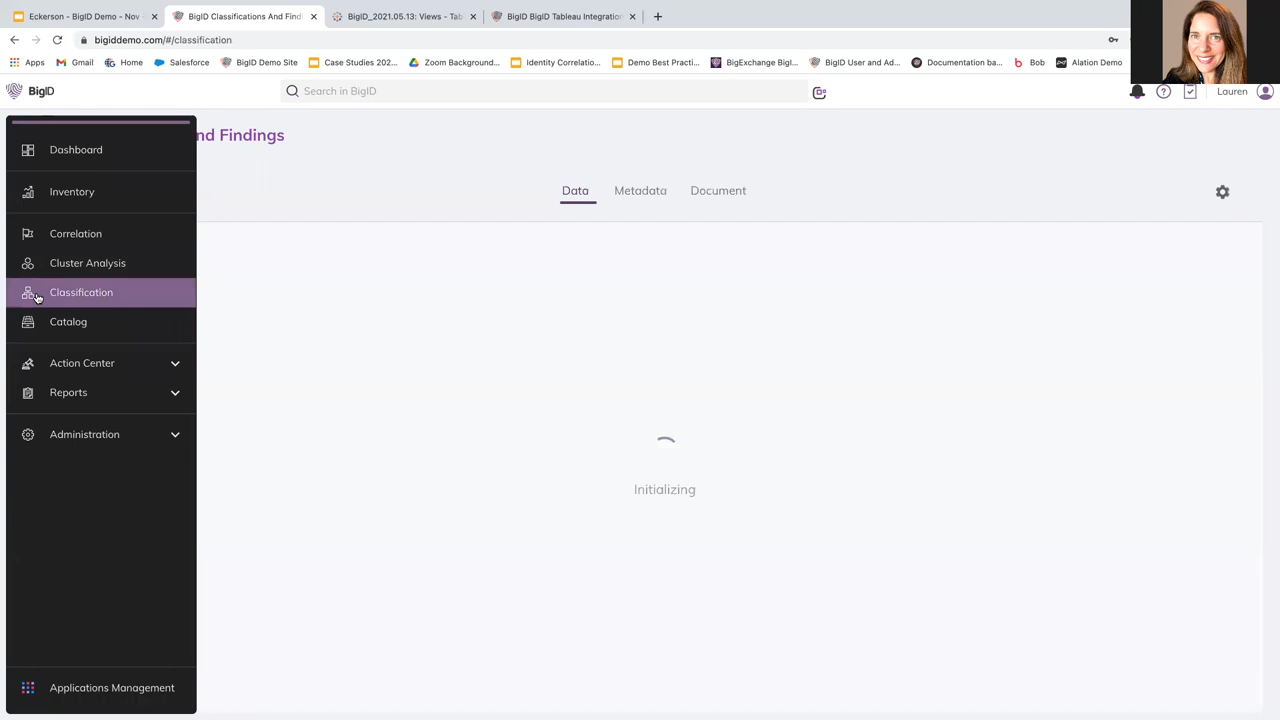 Eckerson - BigID Demo - Nov
BigID Classifications And Findi
BigID_2021.05.13: Views - Tab
BigID BigID Tableau Integration
bigiddemo.com/#/classification
Apps
Gmail
Home
Salesforce
BigID Demo Site
Case Studies 202...
Zoom Background...
Identity Correlatio...
Demo Best Practi...
BigExchange BigI...
BigID User and Ad...
Documentation ba...
Bob
Alation Demo
BigID
Search in BigID
Lauren
nd Findings
Dashboard
Inventory
Correlation
Cluster Analysis
Classification
Catalog
Action Center
Reports
Administration
Applications Management
Data
Metadata
Document
Initializing